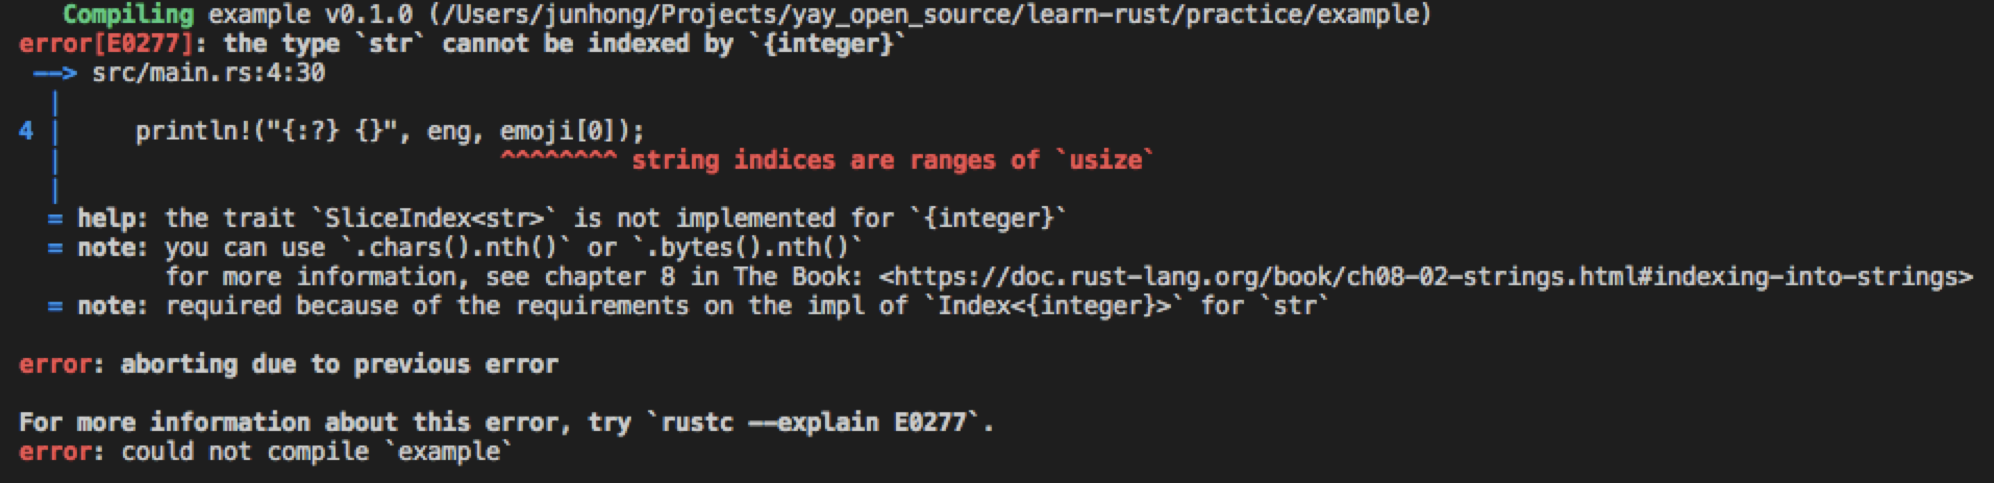 Compiling example v0.1.0 (/Users/junhong/Projects/yay_open_source/learn-rust/practice/example)
error[E0277]: the type `str` cannot be indexed by `{integer}`
 --> src/main.rs:4:30
  |
4 |     println!("{:?} {}", eng, emoji[0]);
  |                              ^^^^^^^^ string indices are ranges of `usize`
  |
  = help: the trait `SliceIndex<str>` is not implemented for `{integer}`
  = note: you can use `.chars().nth()` or `.bytes().nth()`
          for more information, see chapter 8 in The Book: <https://doc.rust-lang.org/book/ch08-02-strings.html#indexing-into-strings>
  = note: required because of the requirements on the impl of `Index<{integer}>` for `str`
error: aborting due to previous error
For more information about this error, try `rustc --explain E0277`.
error: could not compile `example`